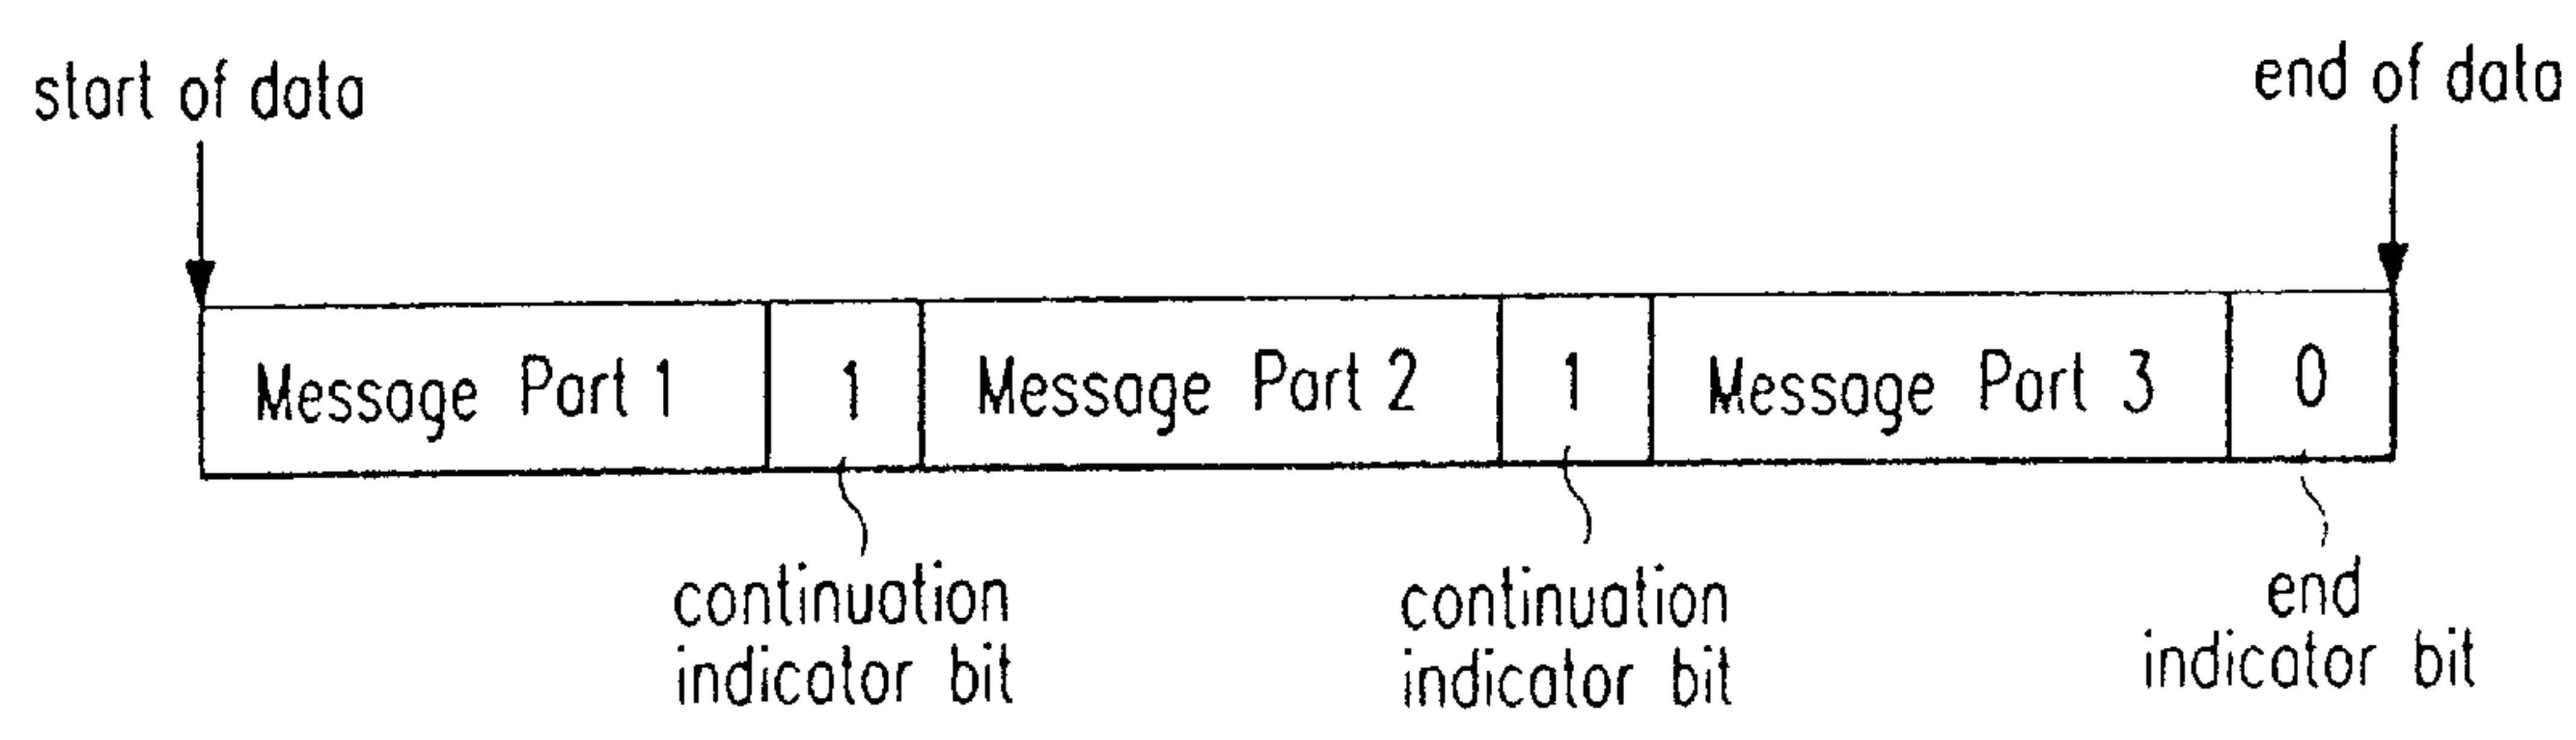 start of data
end of data
Message Part 1
1
Message Part 2
1
Message Part 3
0
continuation
indicator bit
continuation
indicator bit
end
indicator bit